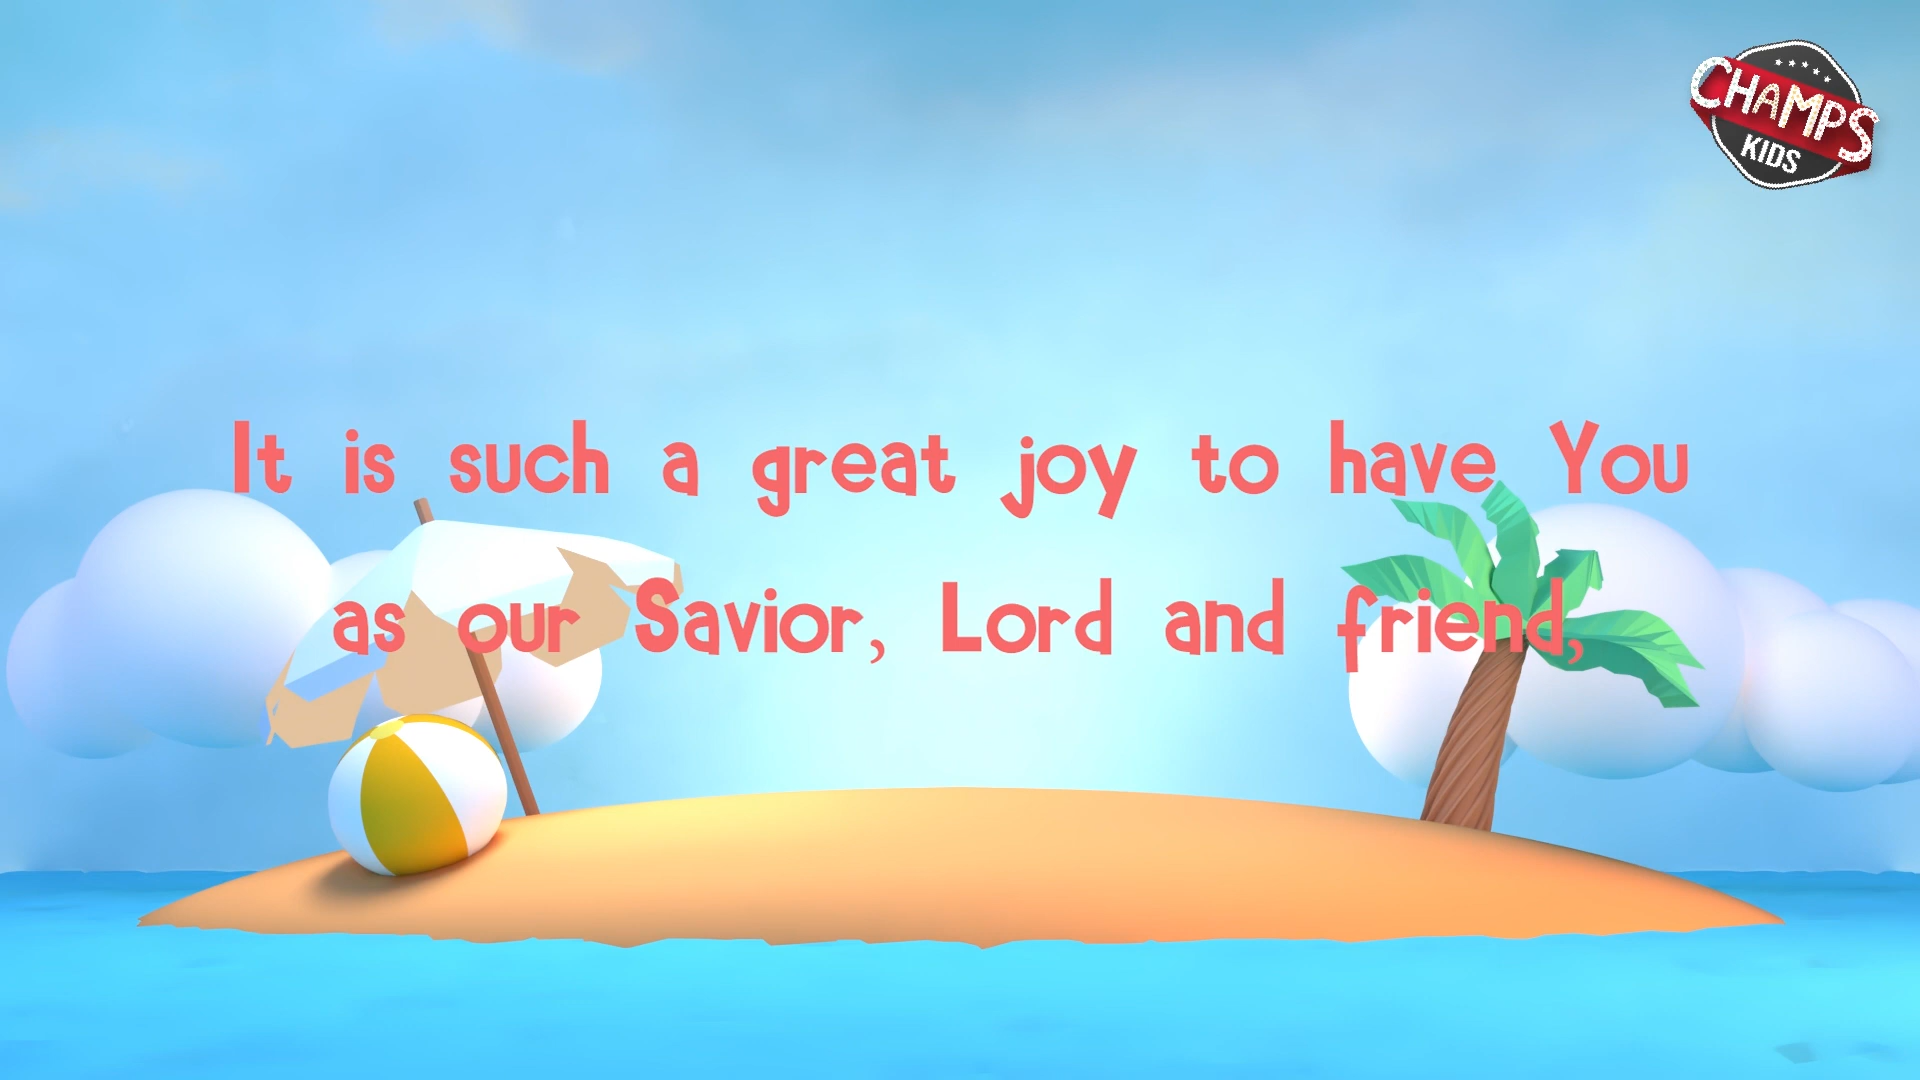 CHAMPS
KIDS
It is such a great joy to have You
as our Savior, Lord and friend,